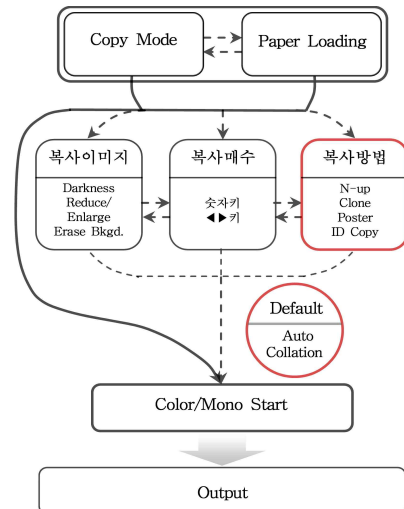 Copy Mode
Paper Loading
복사이미지
Darkness
Reduce/
Enlarge
Erase Bkgd.
복사매수
숫자키
◀▶키
복사방법
N-up
Clone
Poster
ID Copy
Default
Auto
Collation
Color/Mono Start
Output